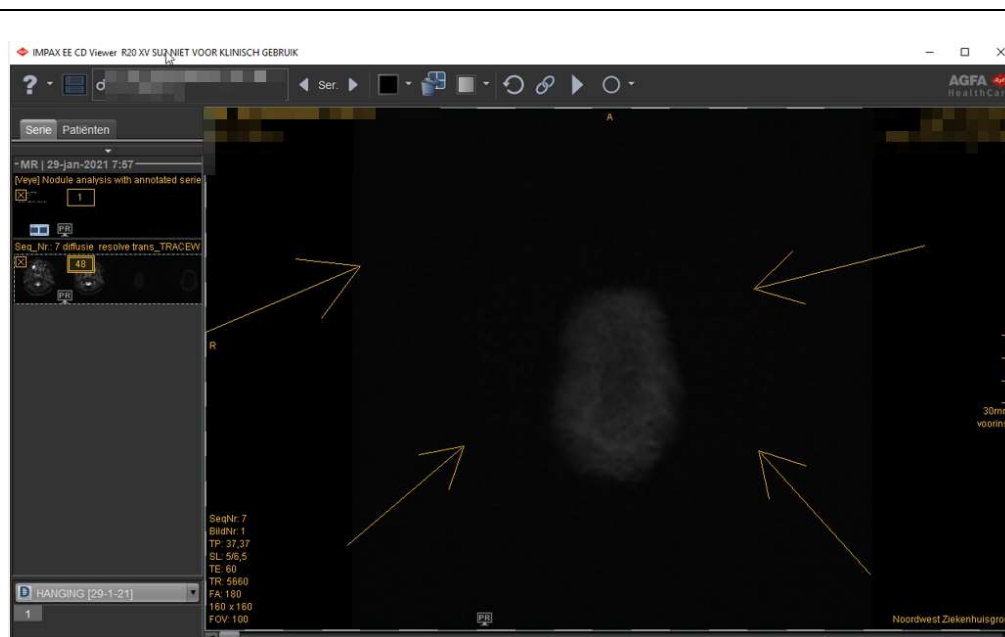 IMPAX EE CD Viewer R20 XV SU2 NIET VOOR KLINISCH GEBRUIK
? d Ser. AGFA
HealthCar
Serie Patiënten
A
MR | 29-jan-2021 7:57
[Veye] Nodule analysis with annotated serie
1
PR
Seq_Nr.: 7 diffusie resolve trans_TRACEW
48
PR
R
30mm
voorins
SeqNr: 7
BildNr: 1
TP: 37,37
SL: 5/6,5
TE: 60
TR: 5660
FA: 180
160 x 160
FOV: 100
HANGING [29-1-21]
1
PR
Noordwest Ziekenhuisgro